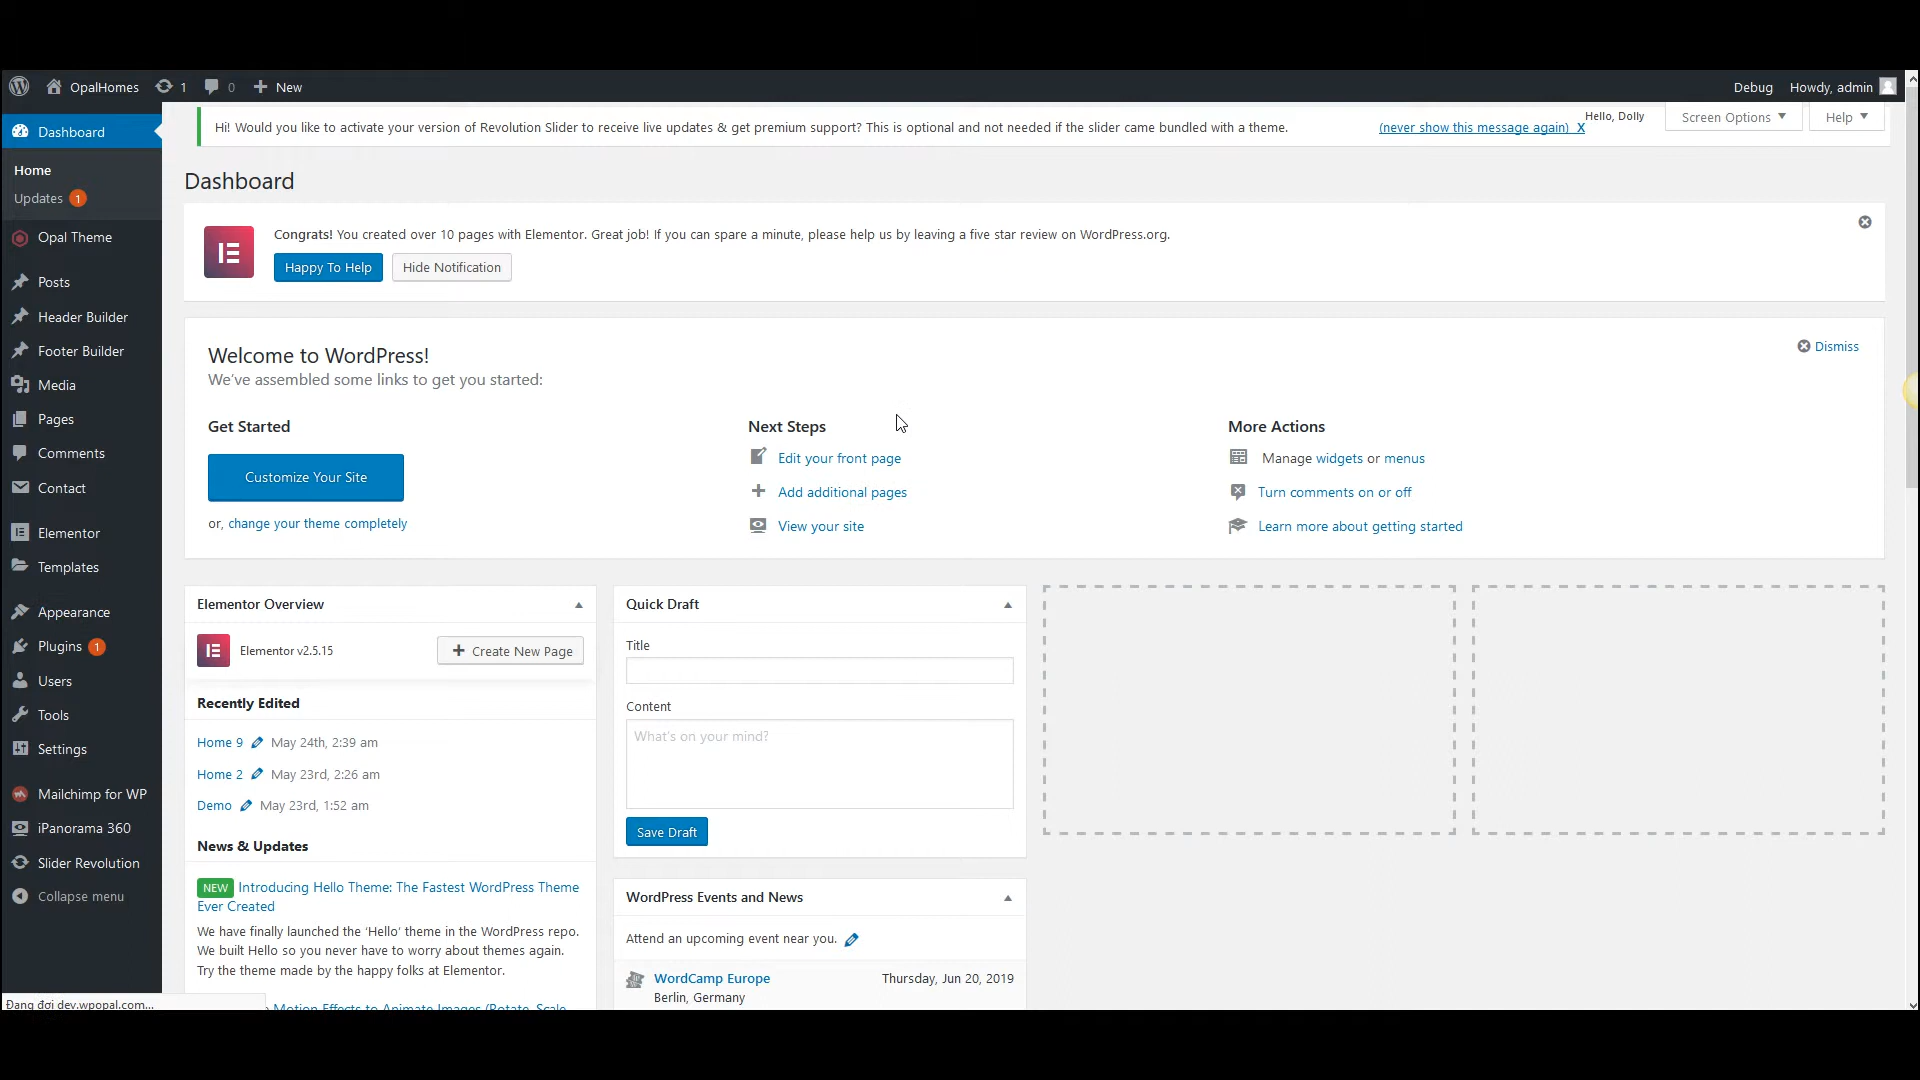 OpalHomes 1 0 New Debug Howdy, admin
Dashboard
Home
Updates 1
Opal Theme
Posts
Header Builder
Footer Builder
Media
Pages
Comments
Contact
Elementor
Templates
Appearance
Plugins 1
Users
Tools
Settings
Mailchimp for WP
iPanorama 360
Slider Revolution
Collapse menu
Hi! Would you like to activate your version of Revolution Slider to receive live updates & get premium support? This is optional and not needed if the slider came bundled with a theme. (never show this message again) X
Hello, Dolly
Screen Options
Help
Dashboard
Congrats! You created over 10 pages with Elementor. Great job! If you can spare a minute, please help us by leaving a five star review on WordPress.org.
Happy To Help Hide Notification
Welcome to WordPress!
Dismiss
We've assembled some links to get you started:
Get Started
Customize Your Site
or, change your theme completely
Next Steps
Edit your front page
Add additional pages
View your site
More Actions
Manage widgets or menus
Turn comments on or off
Learn more about getting started
Elementor Overview
Elementor v2.5.15
Create New Page
Recently Edited
Home 9 May 24th, 2:39 am
Home 2 May 23rd, 2:26 am
Demo May 23rd, 1:52 am
News & Updates
NEW Introducing Hello Theme: The Fastest WordPress Theme
Ever Created
We have finally launched the ‘Hello’ theme in the WordPress repo.
We built Hello so you never have to worry about themes again.
Try the theme made by the happy folks at Elementor.
Motion Effects to Animate Images (Rotate, Scale
Quick Draft
Title
Content
What's on your mind?
Save Draft
WordPress Events and News
Attend an upcoming event near you.
WordCamp Europe Thursday, Jun 20, 2019
Berlin, Germany
Đang đợi dev.wpopal.com...